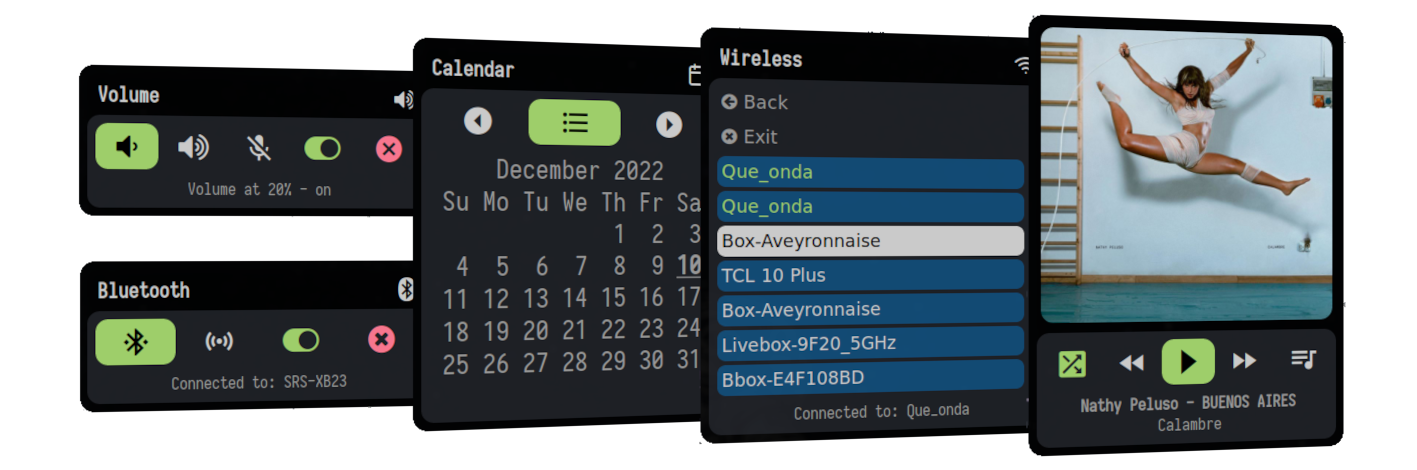 Volume
Volume at 20% - on
Bluetooth
Connected to: SRS-XB23
Calendar
December 2022
Su Mo Tu We Th Fr Sa
1 2 3
4 5 6 7 8 9 10
11 12 13 14 15 16 17
18 19 20 21 22 23 24
25 26 27 28 29 30 31
Wireless
Back
Exit
Que_onda
Que_onda
Box-Aveyronnaise
TCL 10 Plus
Box-Aveyronnaise
Livebox-9F20_5GHz
Bbox-E4F108BD
Connected to: Que_onda
NATHY PELUSO
CALAMBRE
Nathy Peluso - BUENOS AIRES
Calambre